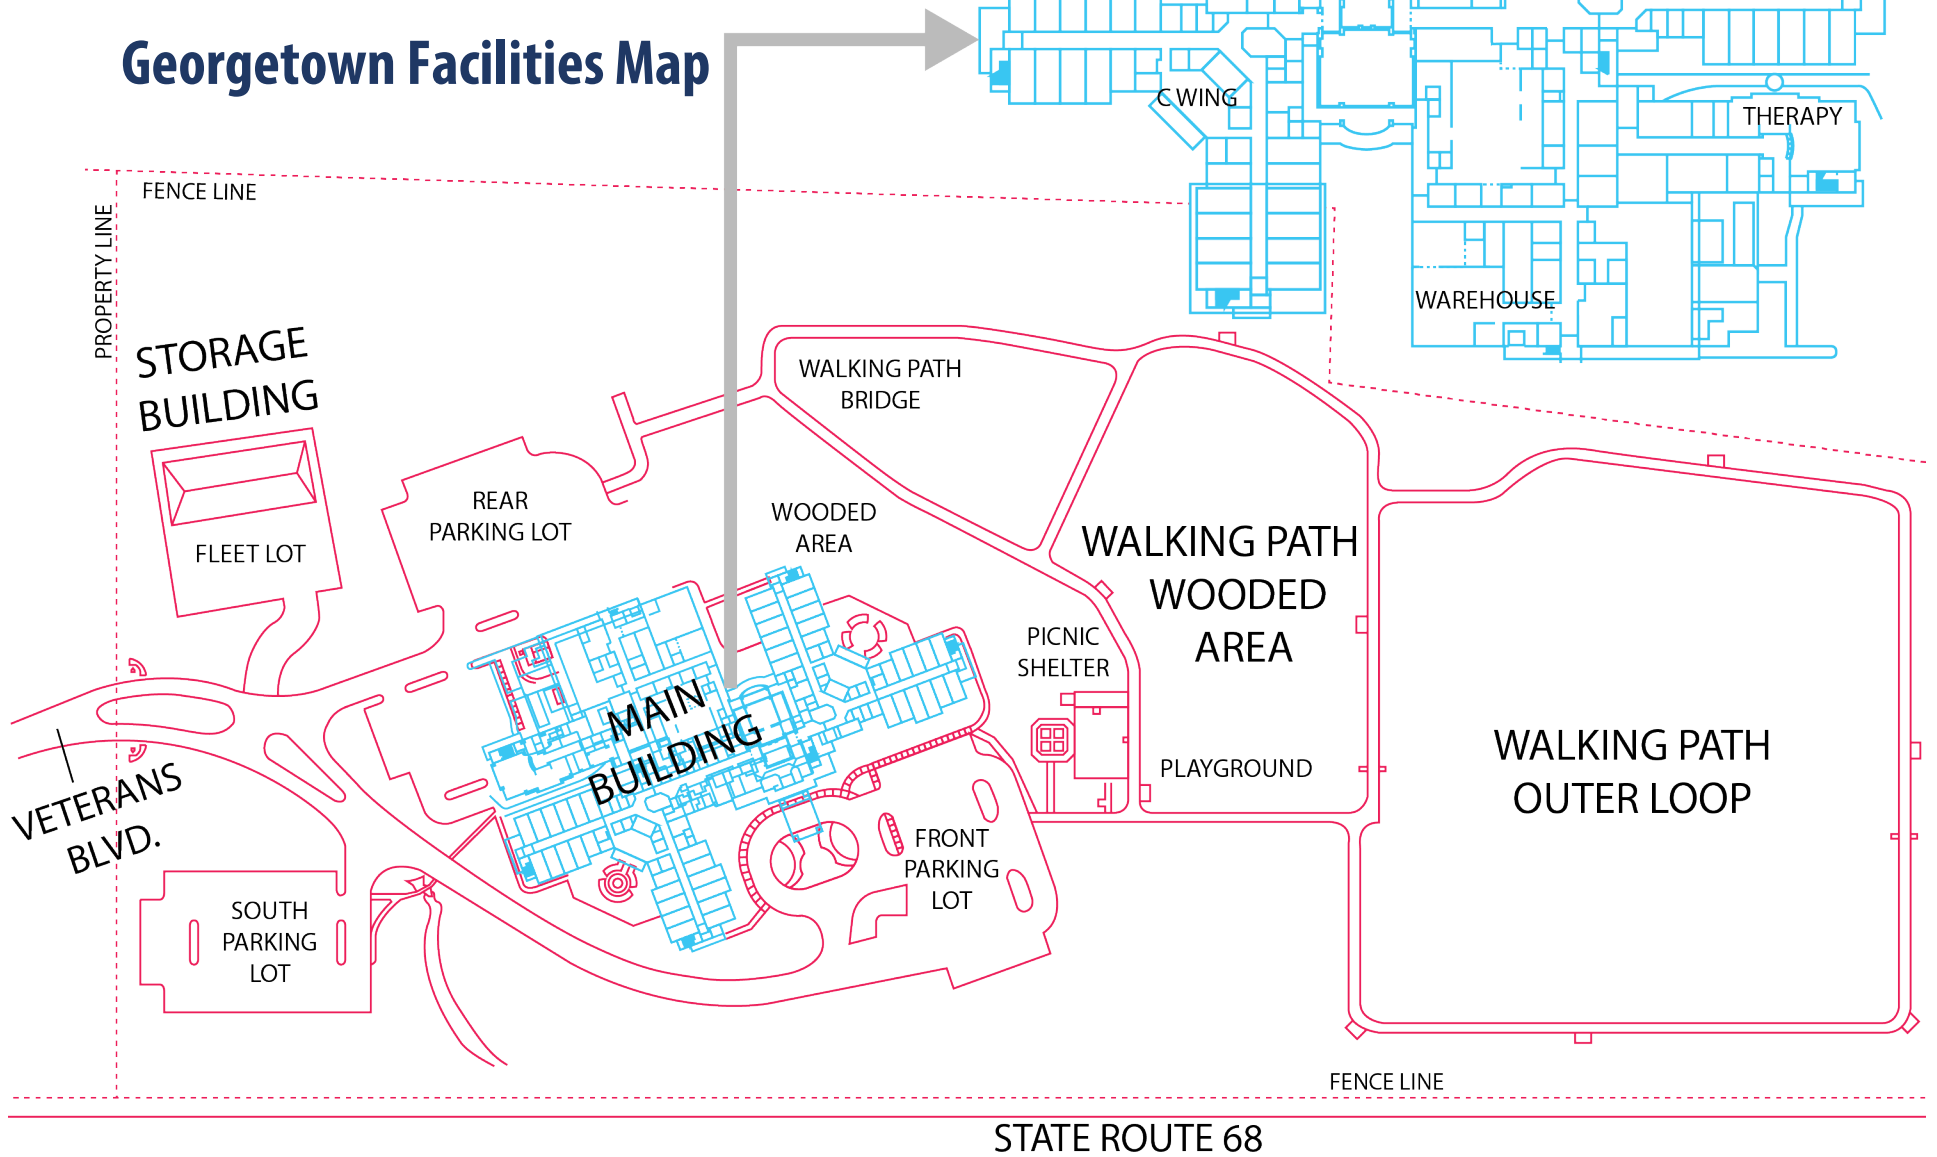 Georgetown Facilities Map
C WING
THERAPY
WAREHOUSE
FENCE LINE
PROPERTY LINE
STORAGE
BUILDING
FLEET LOT
REAR
PARKING LOT
WALKING PATH
BRIDGE
WOODED
AREA
WALKING PATH
WOODED
AREA
PICNIC
SHELTER
PLAYGROUND
WALKING PATH
OUTER LOOP
MAIN
BUILDING
VETERANS
BLVD.
FRONT
PARKING
LOT
SOUTH
PARKING
LOT
FENCE LINE
STATE ROUTE 68